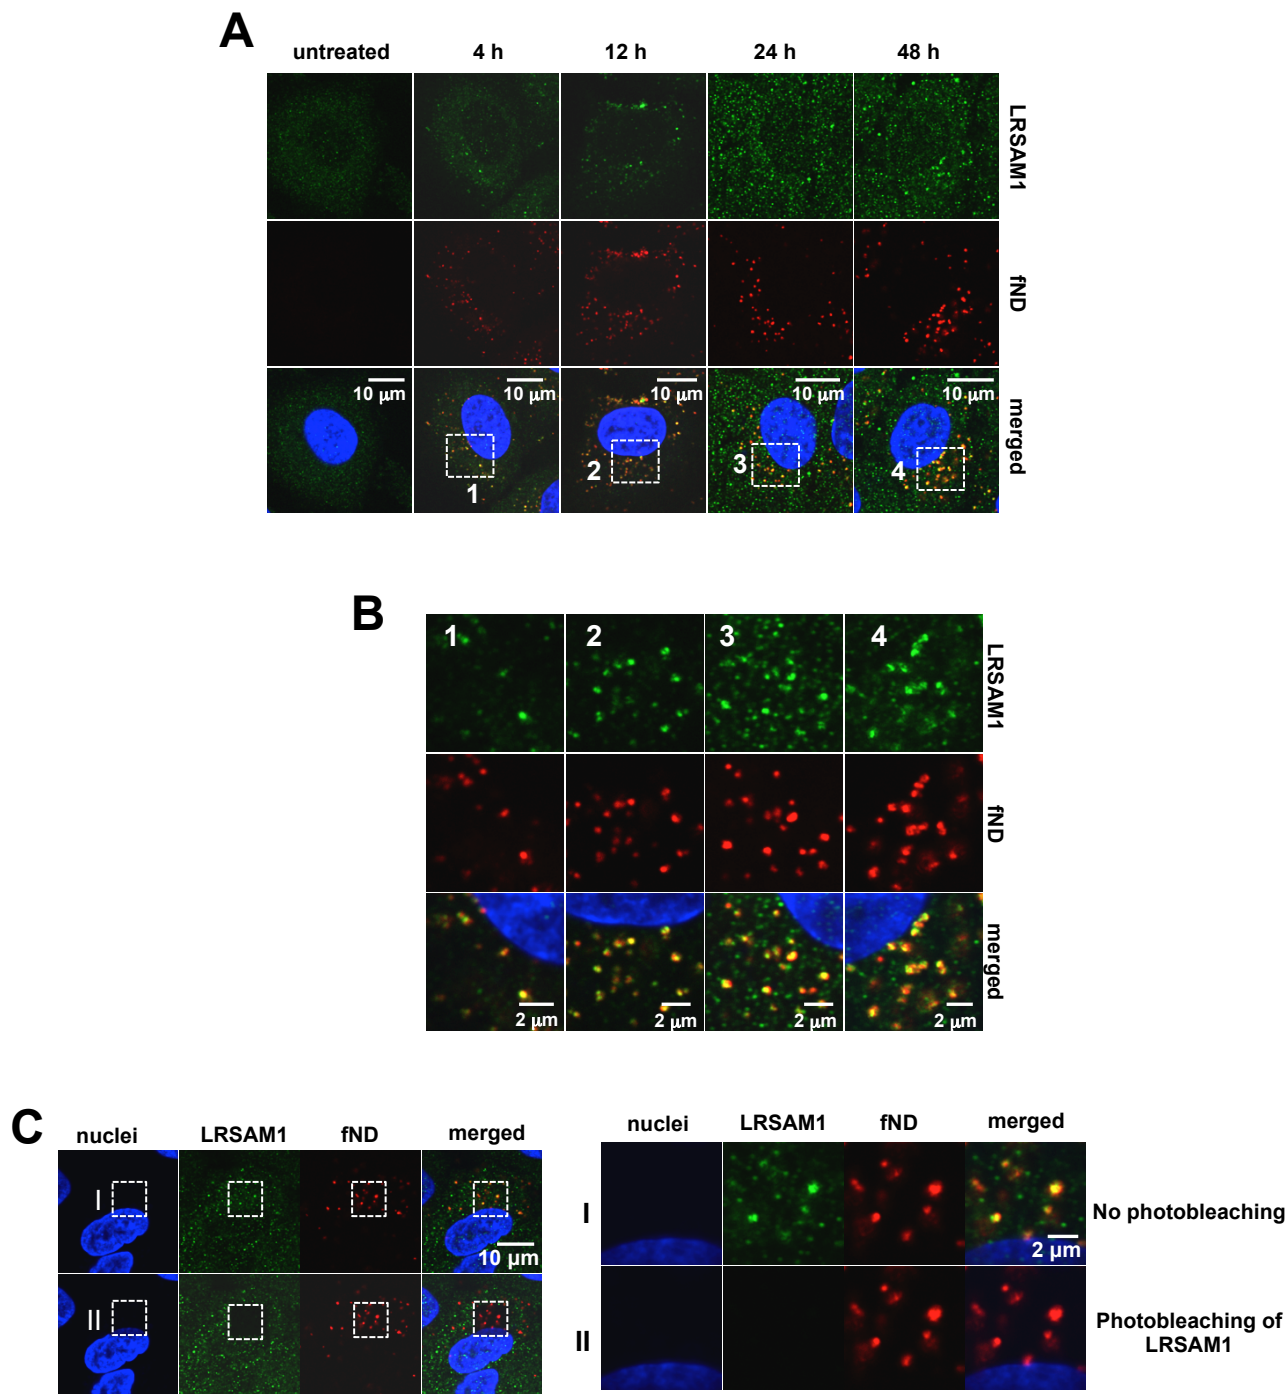 A
untreated 4 h 12 h 24 h 48 h
LRSAM1
fND
10 µm 10 µm 10 µm 10 µm 10 µm
merged
1 2 3 4
B
1 2 3 4
LRSAM1
fND
merged
2 µm 2 µm 2 µm 2 µm
C
nuclei LRSAM1 fND merged
I
10 µm
II
nuclei LRSAM1 fND merged
I
2 µm
No photobleaching
II
Photobleaching of
LRSAM1